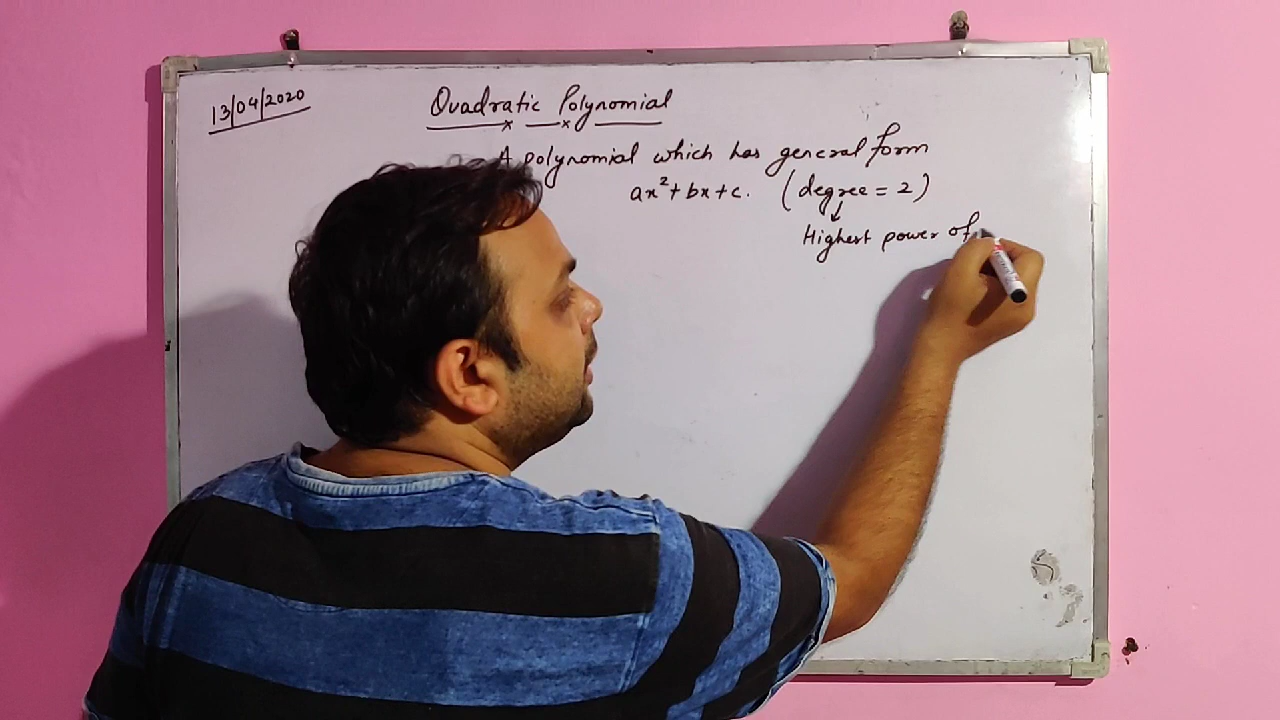 13/04/2020
Quadratic Polynomial
A polynomial which has general form
ax²+bx+c. (degree = 2)
Highest power of